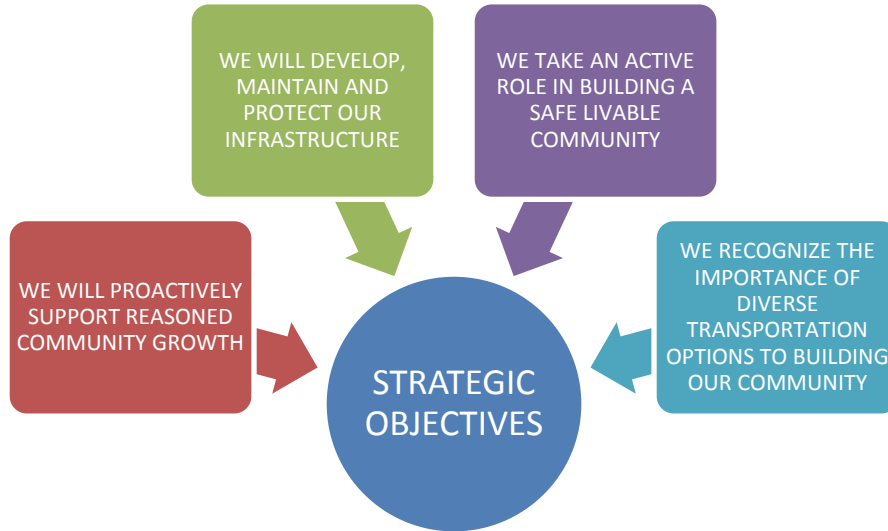 WE WILL DEVELOP,
MAINTAIN AND
PROTECT OUR
INFRASTRUCTURE
WE TAKE AN ACTIVE
ROLE IN BUILDING A
SAFE LIVABLE
COMMUNITY
WE WILL PROACTIVELY
SUPPORT REASONED
COMMUNITY GROWTH
WE RECOGNIZE THE
IMPORTANCE OF
DIVERSE
TRANSPORTATION
OPTIONS TO BUILDING
OUR COMMUNITY
STRATEGIC
OBJECTIVES